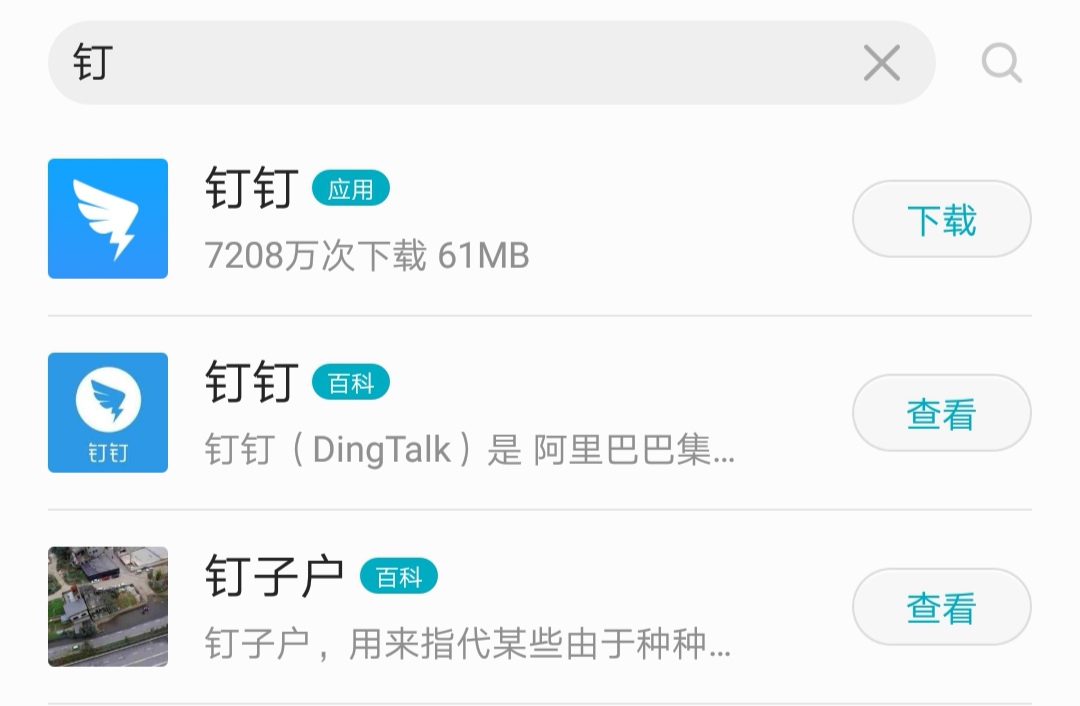 钉
钉钉 应用
7208万次下载 61MB
下载
钉钉 百科
钉钉（DingTalk）是 阿里巴巴集...
查看
钉钉
钉子户 百科
钉子户，用来指代某些由于种种...
查看